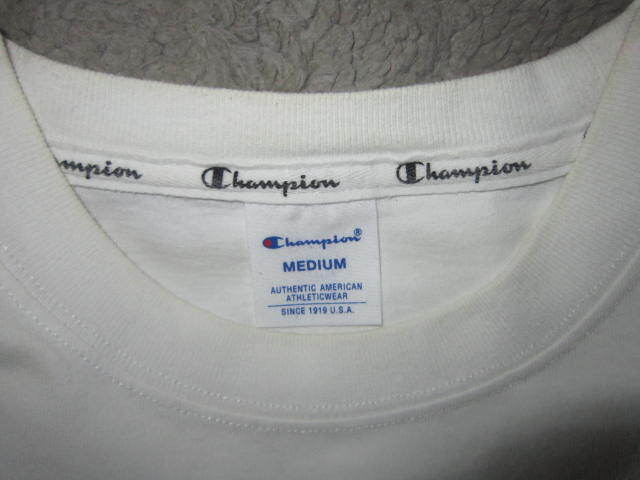 Champion Champion Champion
Champion®
MEDIUM
AUTHENTIC AMERICAN
ATHLETICWEAR
SINCE 1919 U.S.A.